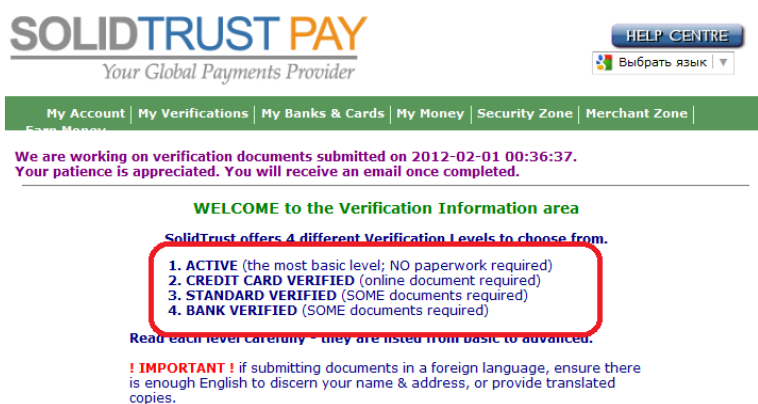 SOLIDTRUST PAY
Your Global Payments Provider
HELP CENTRE
Выбрать язык
My Account | My Verifications | My Banks & Cards | My Money | Security Zone | Merchant Zone |
Earn Money
We are working on verification documents submitted on 2012-02-01 00:36:37.
Your patience is appreciated. You will receive an email once completed.
WELCOME to the Verification Information area
SolidTrust offers 4 different Verification Levels to choose from.
1. ACTIVE (the most basic level; NO paperwork required)
2. CREDIT CARD VERIFIED (online document required)
3. STANDARD VERIFIED (SOME documents required)
4. BANK VERIFIED (SOME documents required)
Read each level carefully - they are listed from basic to advanced.
! IMPORTANT ! if submitting documents in a foreign language, ensure there
is enough English to discern your name & address, or provide translated
copies.